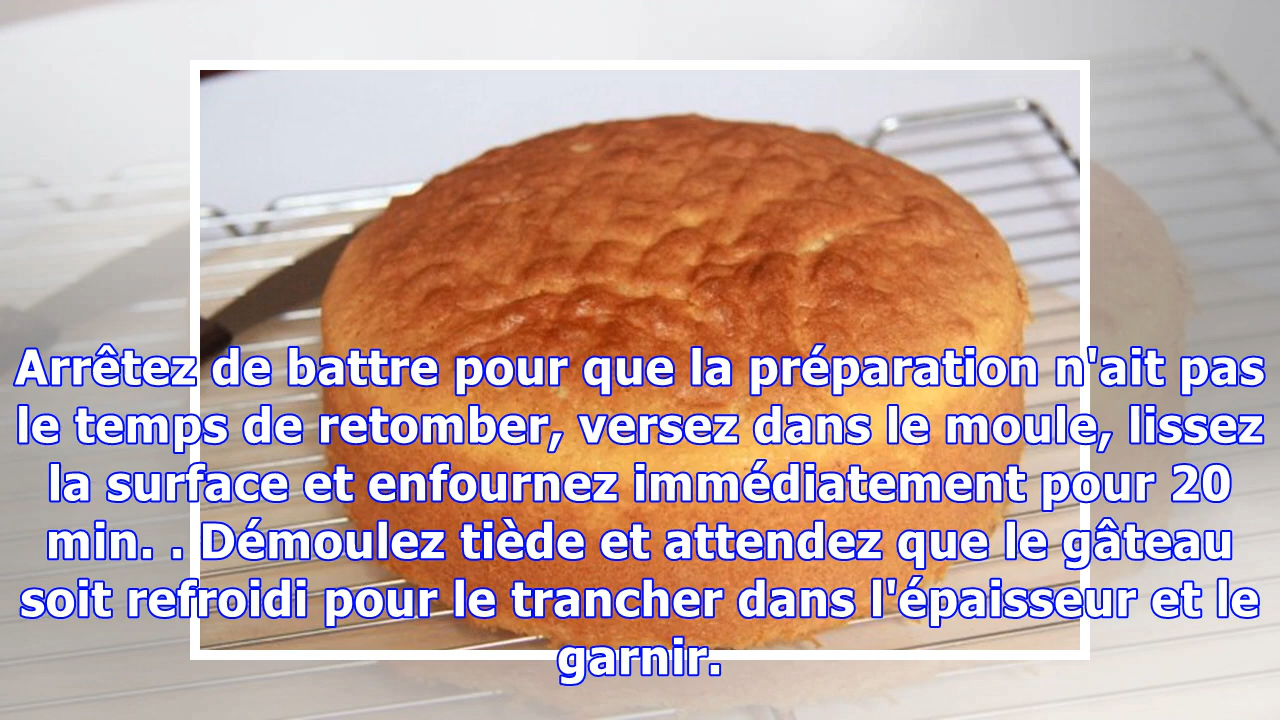 Arrêtez de battre pour que la préparation n'ait pas
le temps de retomber, versez dans le moule, lissez
la surface et enfournez immédiatement pour 20
min. . Démoulez tiède et attendez que le gâteau
soit refroidi pour le trancher dans l'épaisseur et le
garnir.